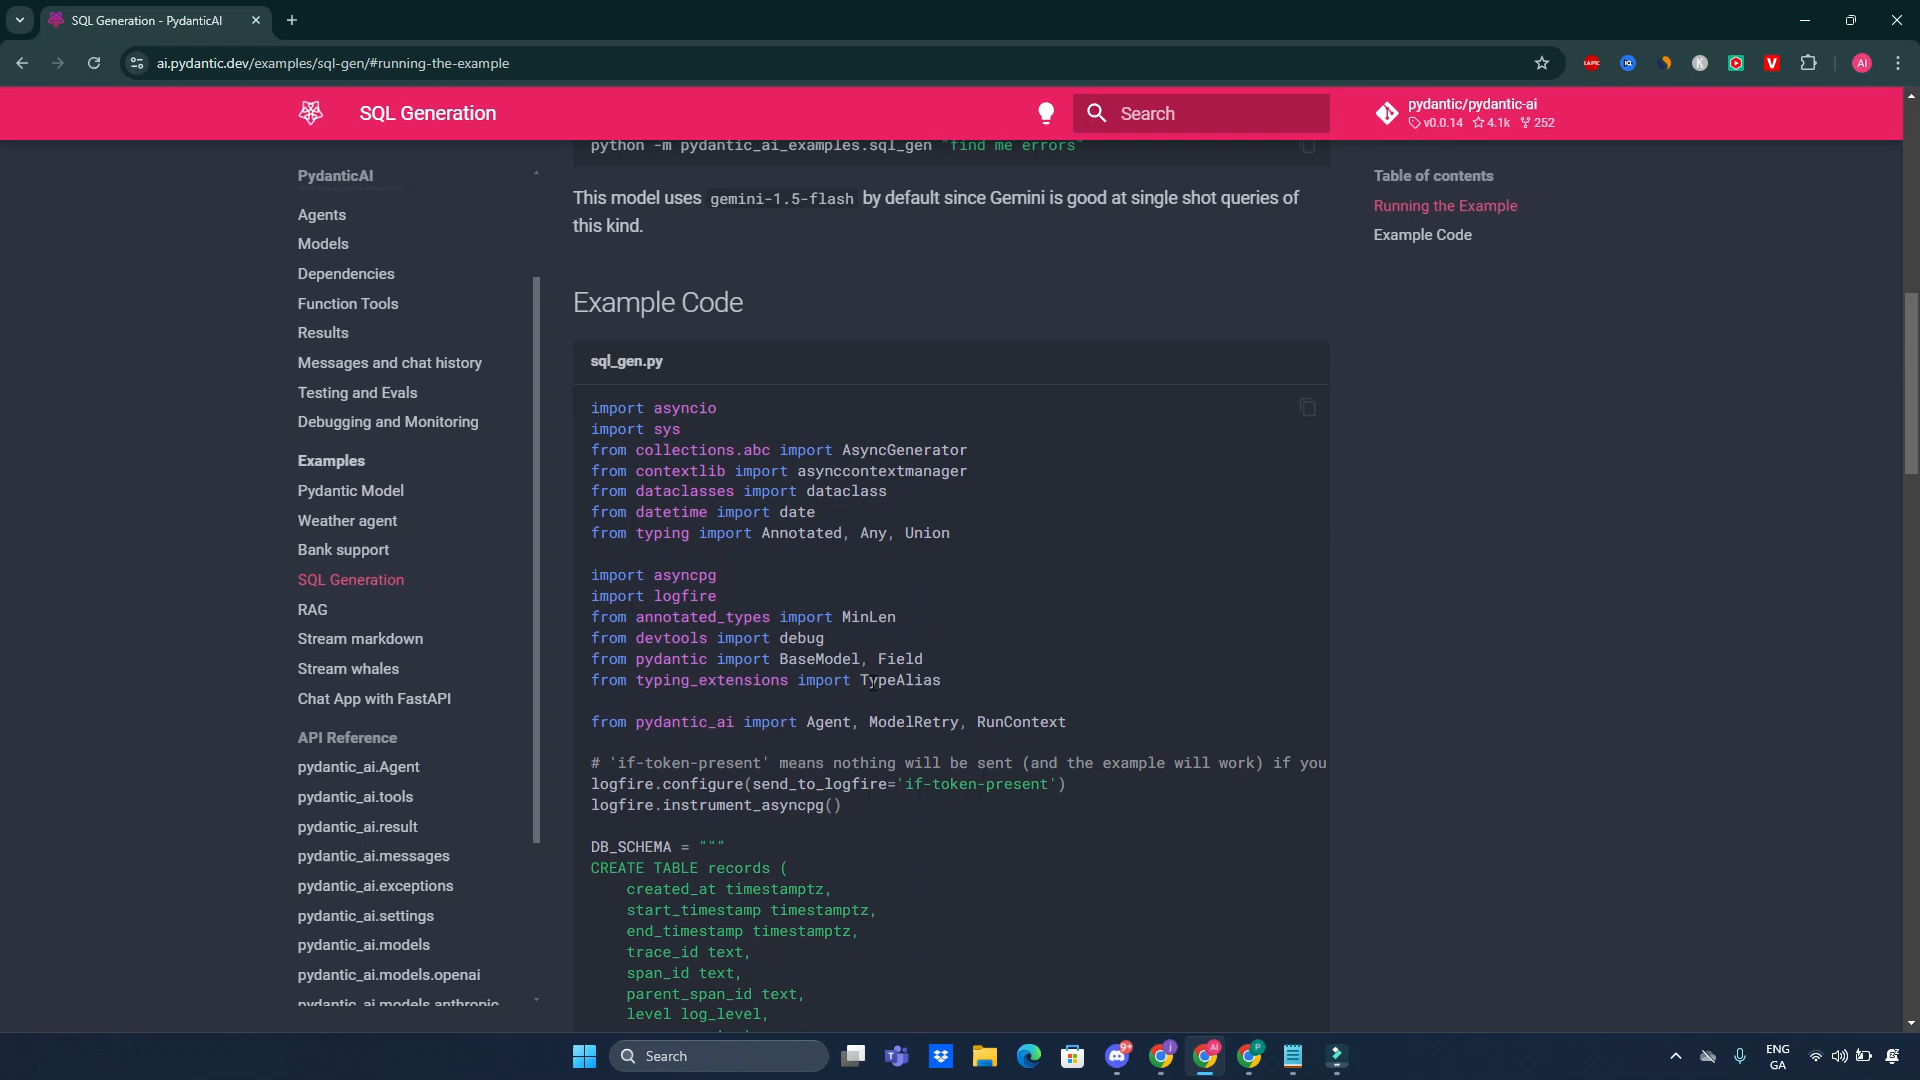 SQL Generation - PydanticAI
ai.pydantic.dev/examples/sql-gen/#running-the-example
SQL Generation
Search
pydantic/pydantic-ai
v0.0.14 4.1k 252
PydanticAI
Agents
Models
Dependencies
Function Tools
Results
Messages and chat history
Testing and Evals
Debugging and Monitoring
Examples
Pydantic Model
Weather agent
Bank support
SQL Generation
RAG
Stream markdown
Stream whales
Chat App with FastAPI
API Reference
pydantic_ai.Agent
pydantic_ai.tools
pydantic_ai.result
pydantic_ai.messages
pydantic_ai.exceptions
pydantic_ai.settings
pydantic_ai.models
pydantic_ai.models.openai
pydantic_ai.models.anthropic
python -m pydantic_ai_examples.sql_gen "find me errors"
This model uses gemini-1.5-flash by default since Gemini is good at single shot queries of
this kind.
Example Code
sql_gen.py
import asyncio
import sys
from collections.abc import AsyncGenerator
from contextlib import asynccontextmanager
from dataclasses import dataclass
from datetime import date
from typing import Annotated, Any, Union
import asyncpg
import logfire
from annotated_types import MinLen
from devtools import debug
from pydantic import BaseModel, Field
from typing_extensions import TypeAlias
from pydantic_ai import Agent, ModelRetry, RunContext
# 'if-token-present' means nothing will be sent (and the example will work) if you
logfire.configure(send_to_logfire='if-token-present')
logfire.instrument_asyncpg()
DB_SCHEMA = """
CREATE TABLE records (
created_at timestamptz,
start_timestamp timestamptz,
end_timestamp timestamptz,
trace_id text,
span_id text,
parent_span_id text,
level log_level,
Table of contents
Running the Example
Example Code
Search
9+
AI
ENG
GA